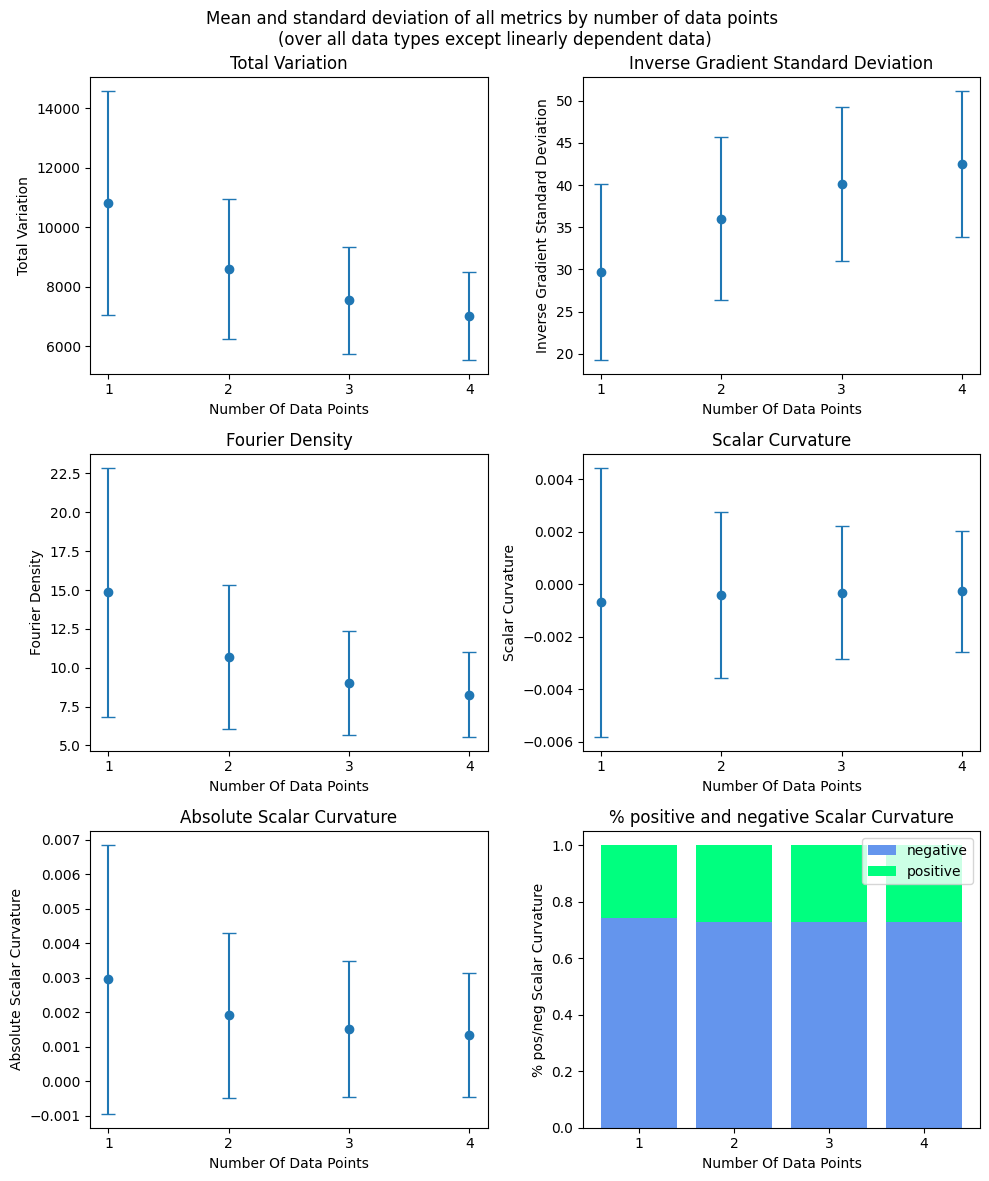 Mean and standard deviation of all metrics by number of data points
(over all data types except linearly dependent data)
Total Variation
Total Variation
14000
12000
10000
8000
6000
1 2 3 4
Number Of Data Points
Inverse Gradient Standard Deviation
Inverse Gradient Standard Deviation
50
45
40
35
30
25
20
1 2 3 4
Number Of Data Points
Fourier Density
Fourier Density
22.5
20.0
17.5
15.0
12.5
10.0
7.5
5.0
1 2 3 4
Number Of Data Points
Scalar Curvature
Scalar Curvature
0.004
0.002
0.000
−0.002
−0.004
−0.006
1 2 3 4
Number Of Data Points
Absolute Scalar Curvature
Absolute Scalar Curvature
0.007
0.006
0.005
0.004
0.003
0.002
0.001
0.000
−0.001
1 2 3 4
Number Of Data Points
% positive and negative Scalar Curvature
% pos/neg Scalar Curvature
1.0
0.8
0.6
0.4
0.2
0.0
negative
positive
1 2 3 4
Number Of Data Points